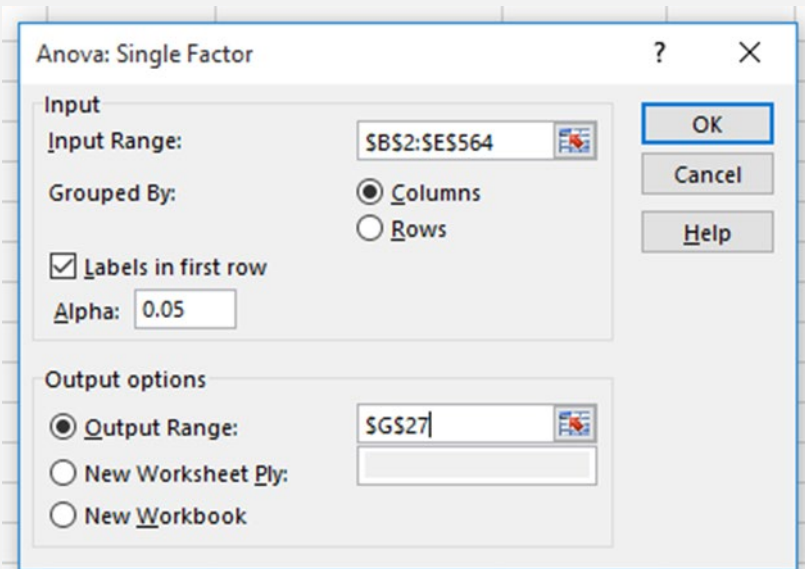 Anova: Single Factor ? ×
Input
Input Range: $B$2:$E$564
OK
Cancel
Grouped By: Columns
Rows
Help
Labels in first row
Alpha: 0.05
Output options
Output Range: $G$27
New Worksheet Ply:
New Workbook